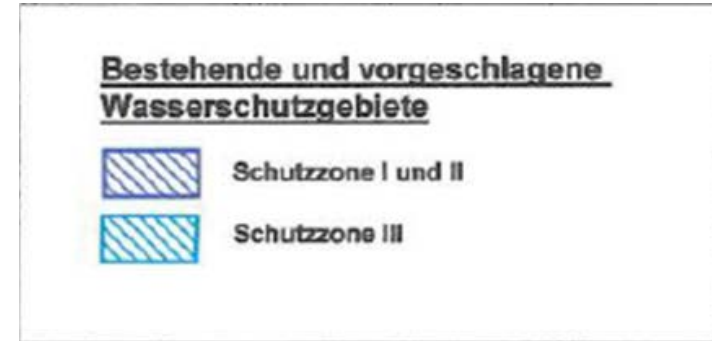 Bestehende und vorgeschlagene
Wasserschutzgebiete
Schutzzone I und II
Schutzzone III